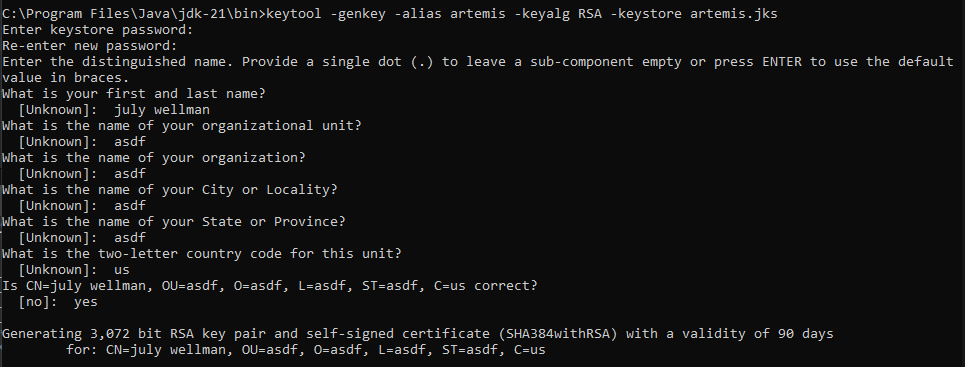 C:\Program Files\Java\jdk-21\bin>keytool -genkey -alias artemis -keyalg RSA -keystore artemis.jks
Enter keystore password:
Re-enter new password:
Enter the distinguished name. Provide a single dot (.) to leave a sub-component empty or press ENTER to use the default
value in braces.
What is your first and last name?
  [Unknown]:  july wellman
What is the name of your organizational unit?
  [Unknown]:  asdf
What is the name of your organization?
  [Unknown]:  asdf
What is the name of your City or Locality?
  [Unknown]:  asdf
What is the name of your State or Province?
  [Unknown]:  asdf
What is the two-letter country code for this unit?
  [Unknown]:  us
Is CN=july wellman, OU=asdf, O=asdf, L=asdf, ST=asdf, C=us correct?
  [no]:  yes

Generating 3,072 bit RSA key pair and self-signed certificate (SHA384withRSA) with a validity of 90 days
        for: CN=july wellman, OU=asdf, O=asdf, L=asdf, ST=asdf, C=us